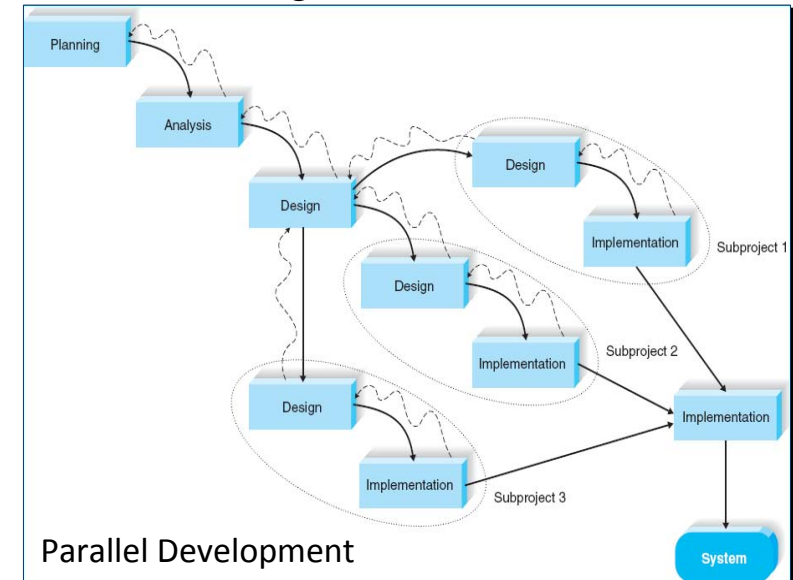 Planning
Analysis
Design
Design
Implementation
Subproject 1
Design
Implementation
Subproject 2
Design
Implementation
Subproject 3
Implementation
System
Parallel Development